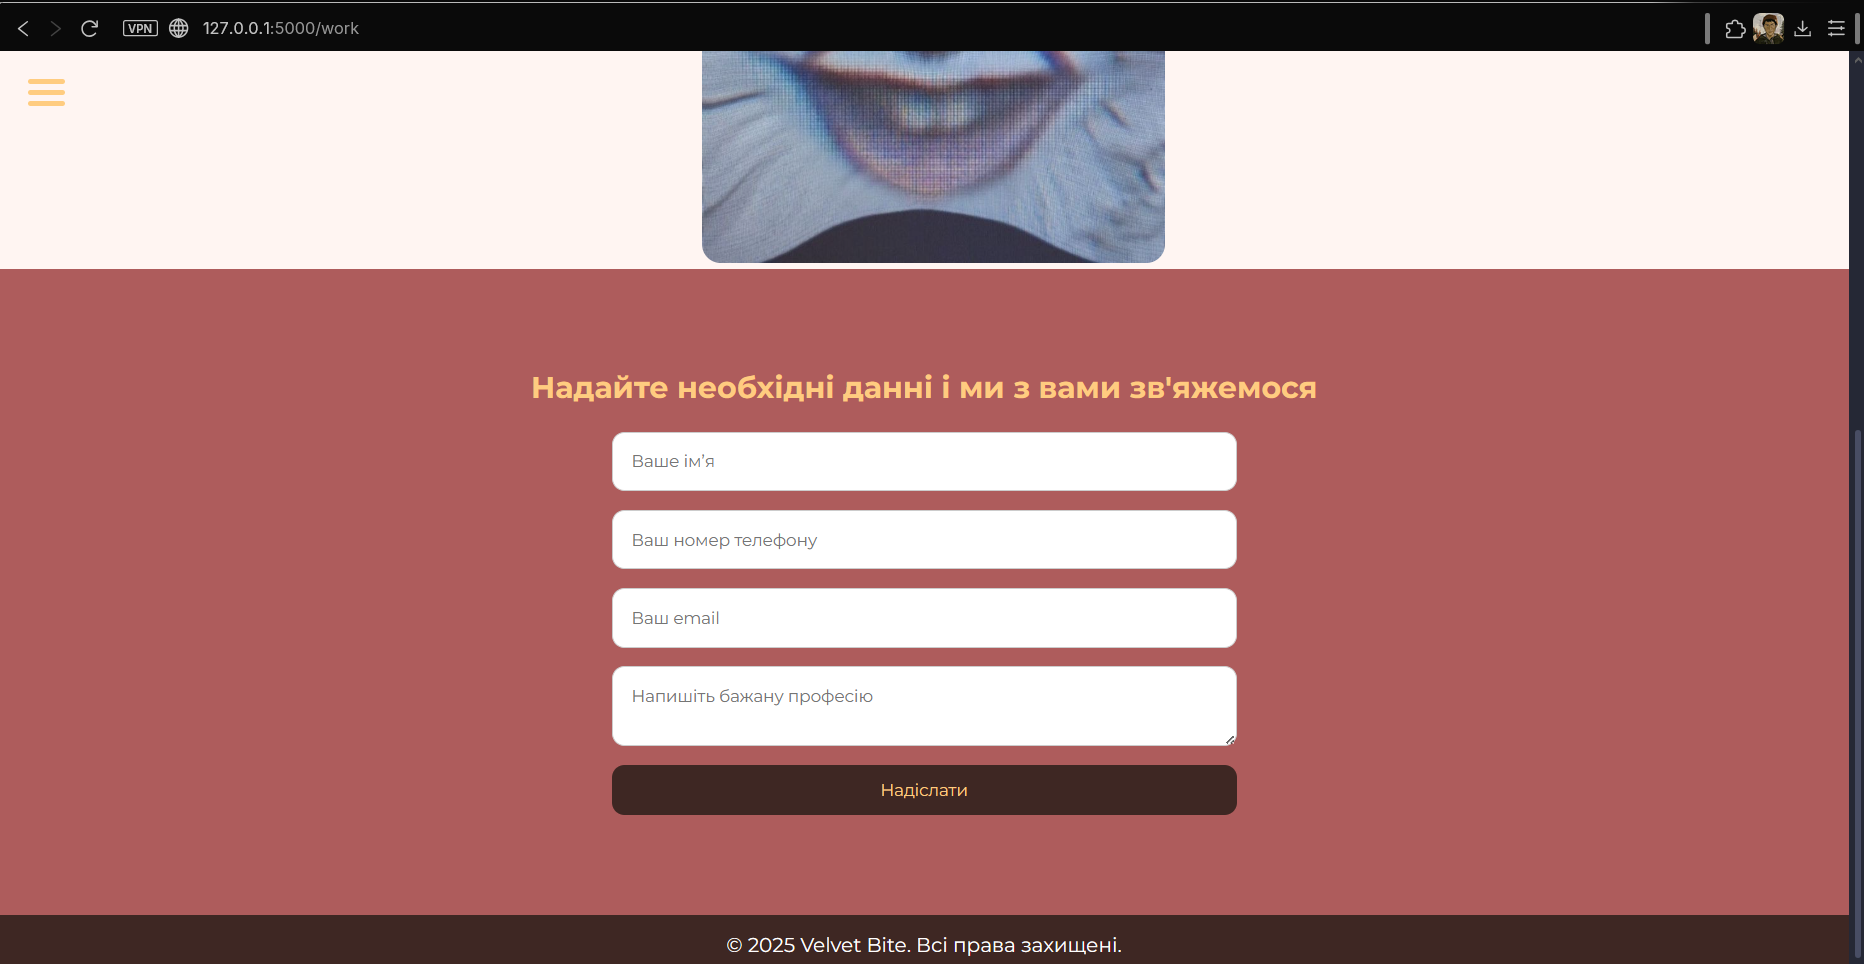 VPN 127.0.0.1:5000/work
Надайте необхідні данні і ми з вами зв'яжемося
Ваше ім’я
Ваш номер телефону
Ваш email
Напишіть бажану професію
Надіслати
© 2025 Velvet Bite. Всі права захищені.